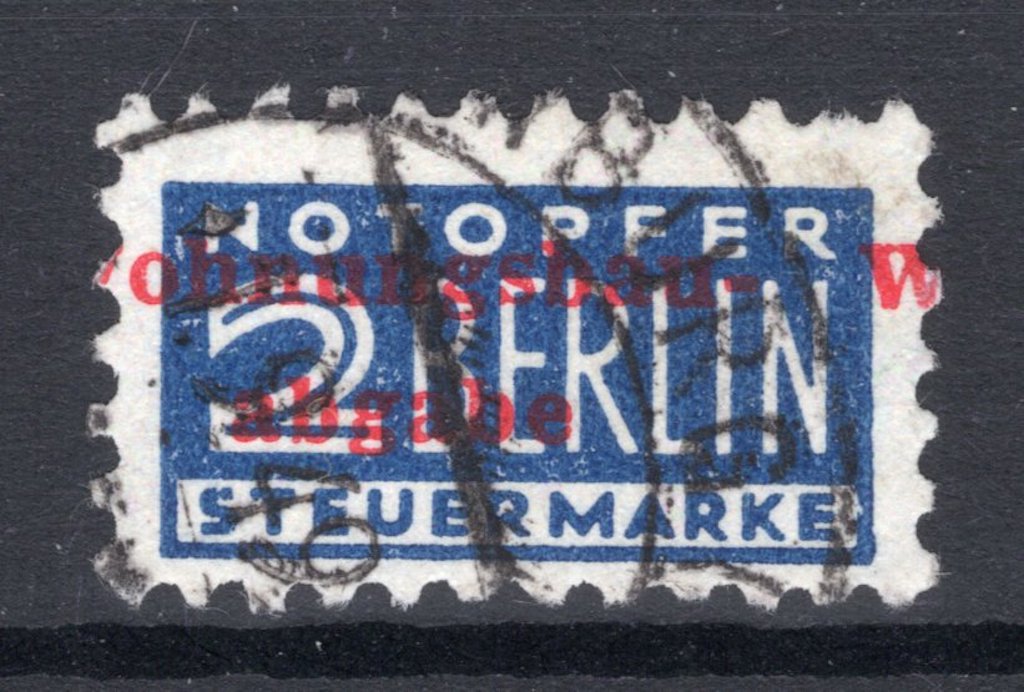 NOTOPFER
ohnungsbau- W
2 BERLIN
abgabe
STEUERMARKE